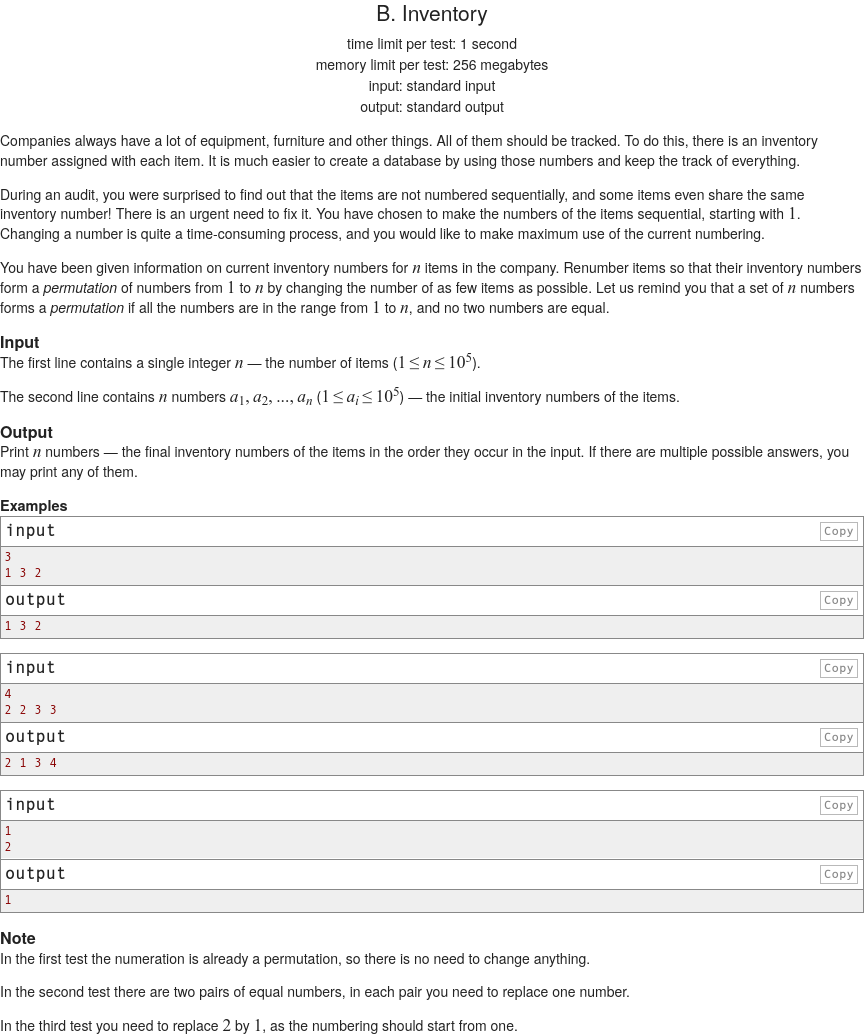 B. Inventory
time limit per test: 1 second
memory limit per test: 256 megabytes
input: standard input
output: standard output
Companies always have a lot of equipment, furniture and other things. All of them should be tracked. To do this, there is an inventory
number assigned with each item. It is much easier to create a database by using those numbers and keep the track of everything.
During an audit, you were surprised to find out that the items are not numbered sequentially, and some items even share the same
inventory number! There is an urgent need to fix it. You have chosen to make the numbers of the items sequential, starting with 1.
Changing a number is quite a time-consuming process, and you would like to make maximum use of the current numbering.
You have been given information on current inventory numbers for n items in the company. Renumber items so that their inventory numbers
form a permutation of numbers from 1 to n by changing the number of as few items as possible. Let us remind you that a set of n numbers
forms a permutation if all the numbers are in the range from 1 to n, and no two numbers are equal.
Input
The first line contains a single integer n — the number of items (1 ≤ n ≤ 10^5).
The second line contains n numbers a_1, a_2, ..., a_n (1 ≤ a_i ≤ 10^5) — the initial inventory numbers of the items.
Output
Print n numbers — the final inventory numbers of the items in the order they occur in the input. If there are multiple possible answers, you
may print any of them.
Examples
input Copy
3
1 3 2
output Copy
1 3 2
input Copy
4
2 2 3 3
output Copy
2 1 3 4
input Copy
1
2
output Copy
1
Note
In the first test the numeration is already a permutation, so there is no need to change anything.
In the second test there are two pairs of equal numbers, in each pair you need to replace one number.
In the third test you need to replace 2 by 1, as the numbering should start from one.